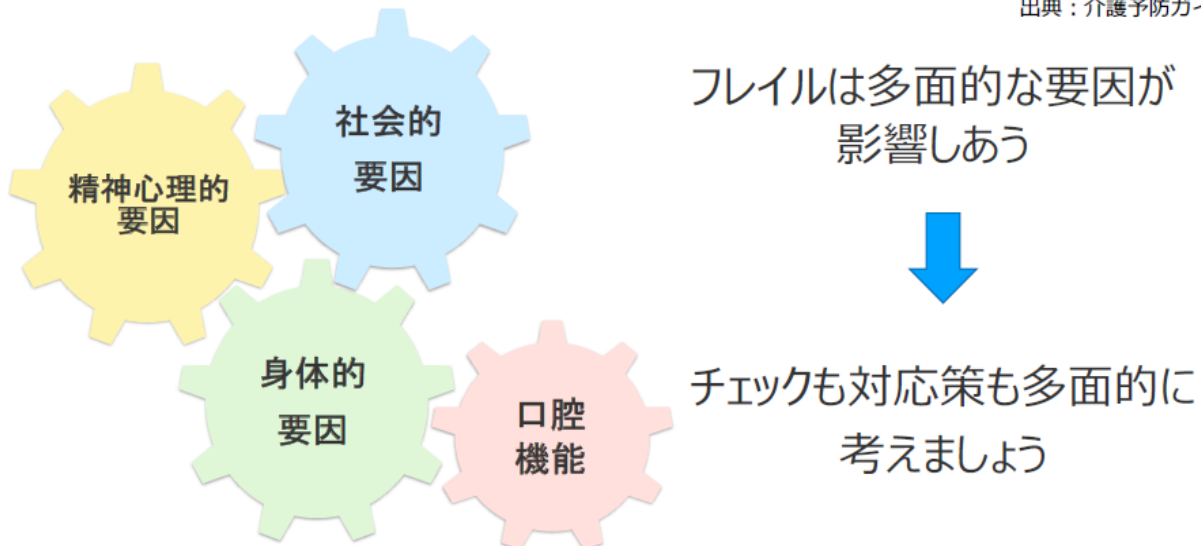 出典：介護予防ガイ
社会的
要因
精神心理的
要因
身体的
要因
口腔
機能
フレイルは多面的な要因が
影響しあう
チェックも対応策も多面的に
考えましょう